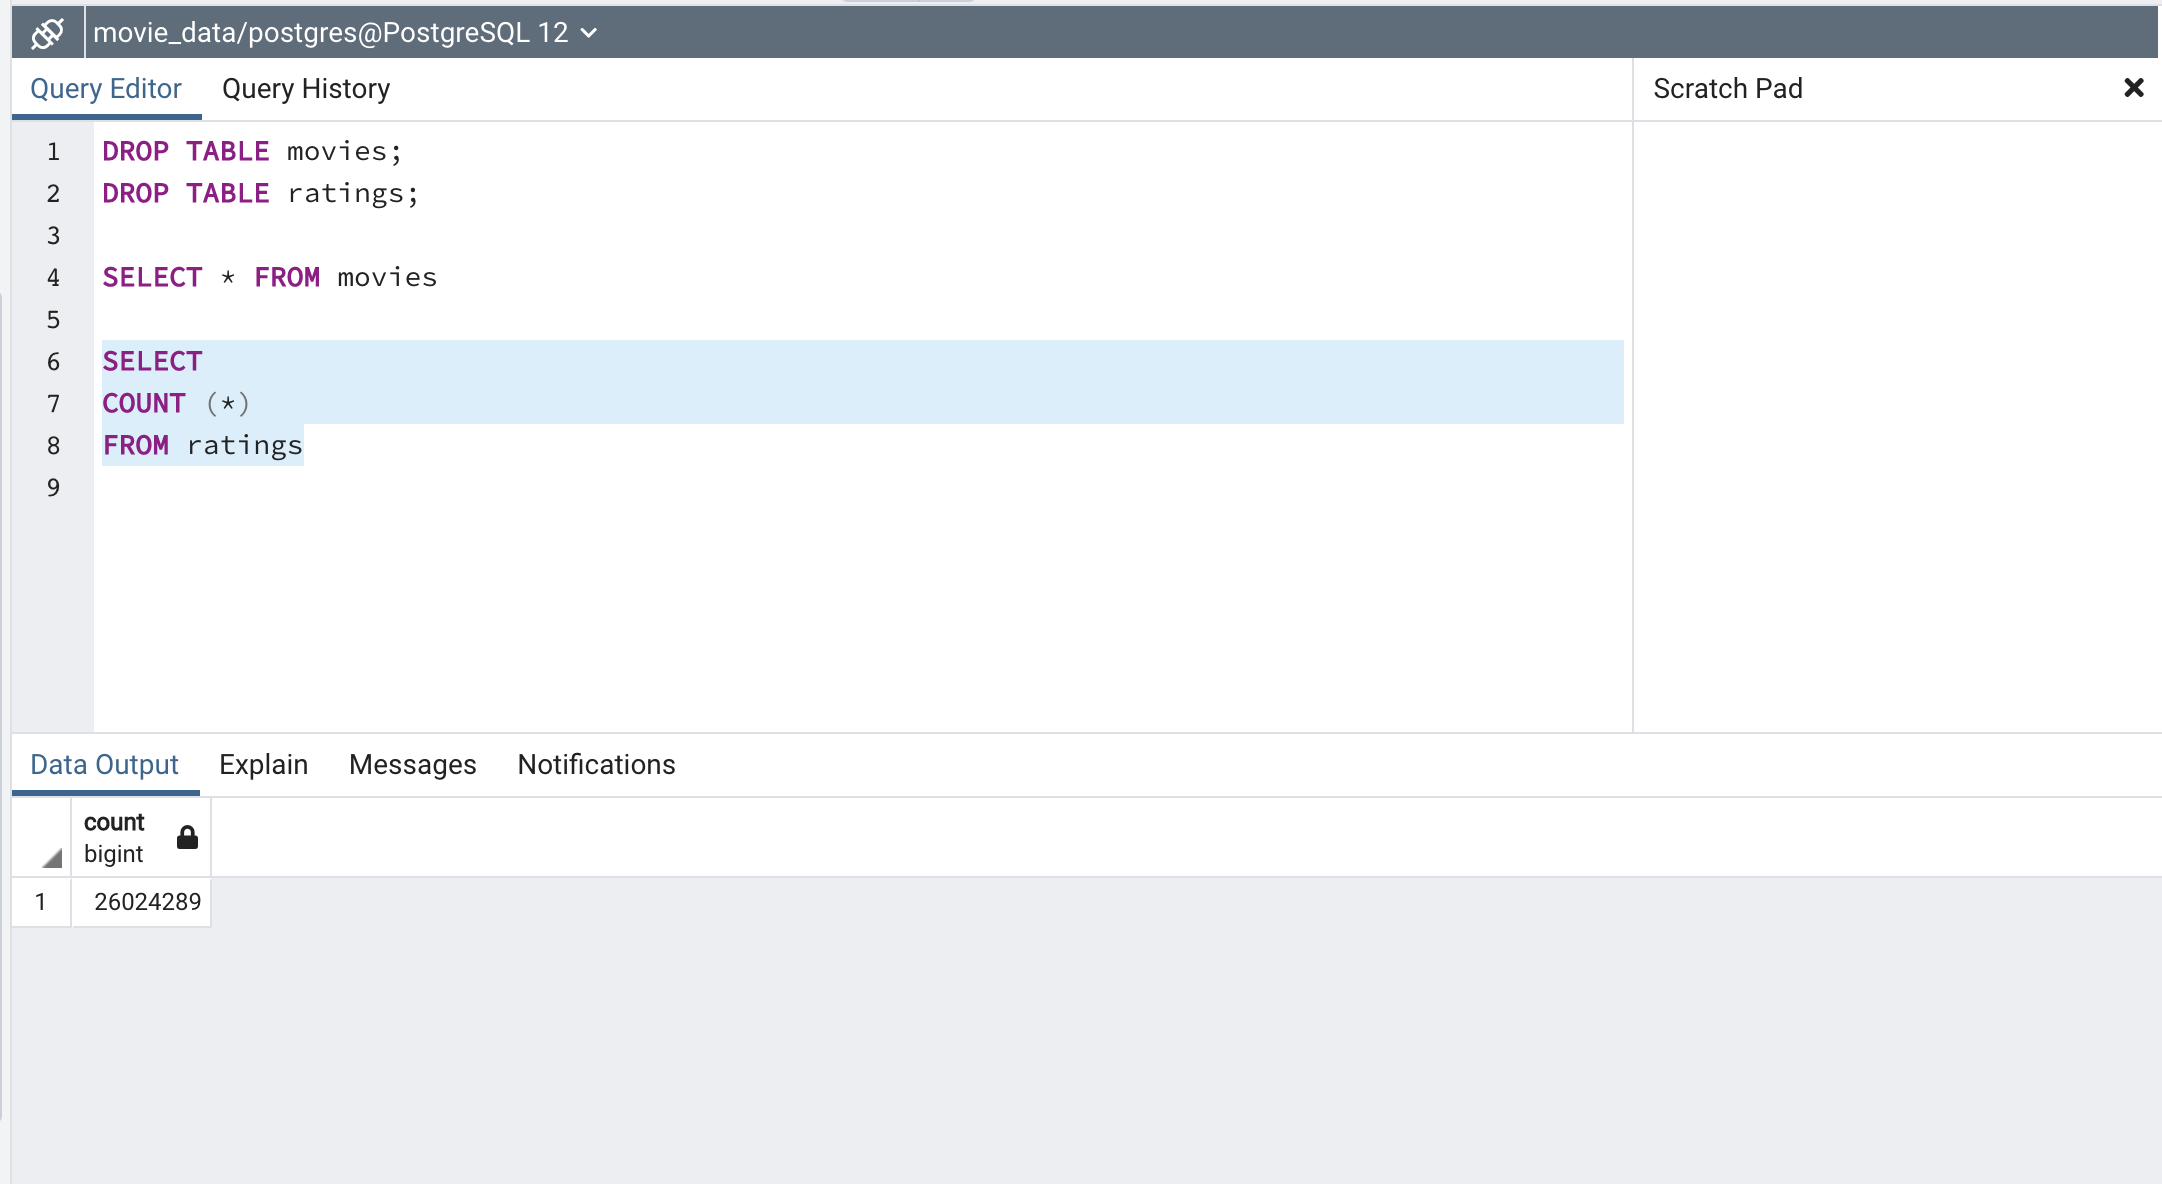 movie_data/postgres@PostgreSQL 12
Query Editor Query History Scratch Pad
1 DROP TABLE movies;
2 DROP TABLE ratings;
3
4 SELECT * FROM movies
5
6 SELECT
7 COUNT (*)
8 FROM ratings
9
Data Output Explain Messages Notifications
count
bigint
1 26024289